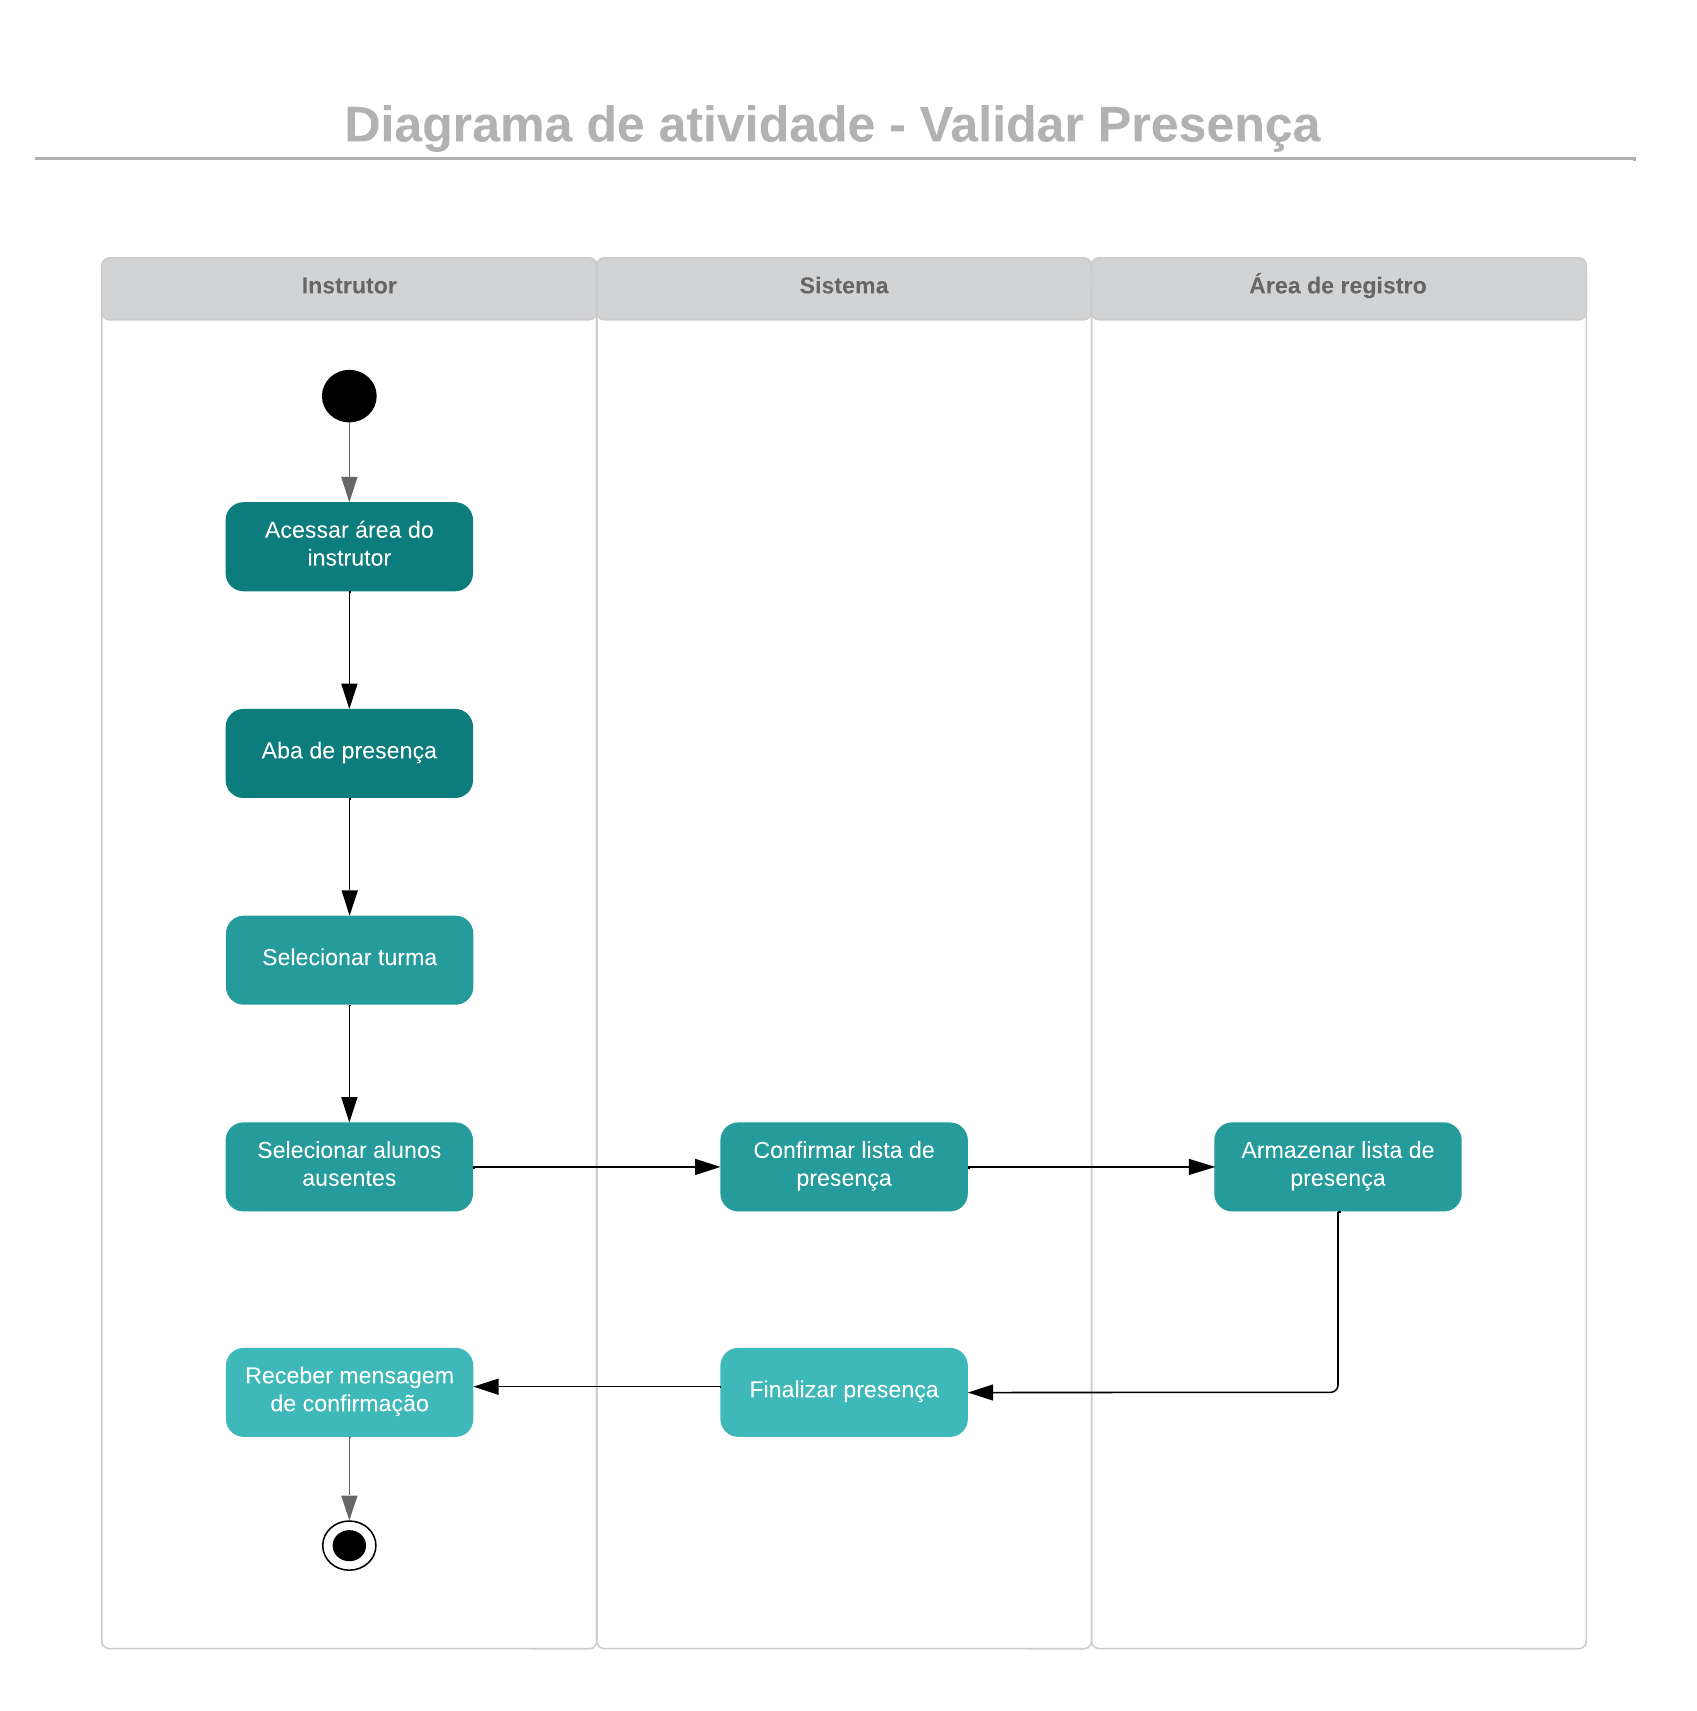 Diagrama de atividade - Validar Presença
Instrutor
Sistema
Área de registro
Acessar área do
instrutor
Aba de presença
Selecionar turma
Selecionar alunos
ausentes
Confirmar lista de
presença
Armazenar lista de
presença
Receber mensagem
de confirmação
Finalizar presença